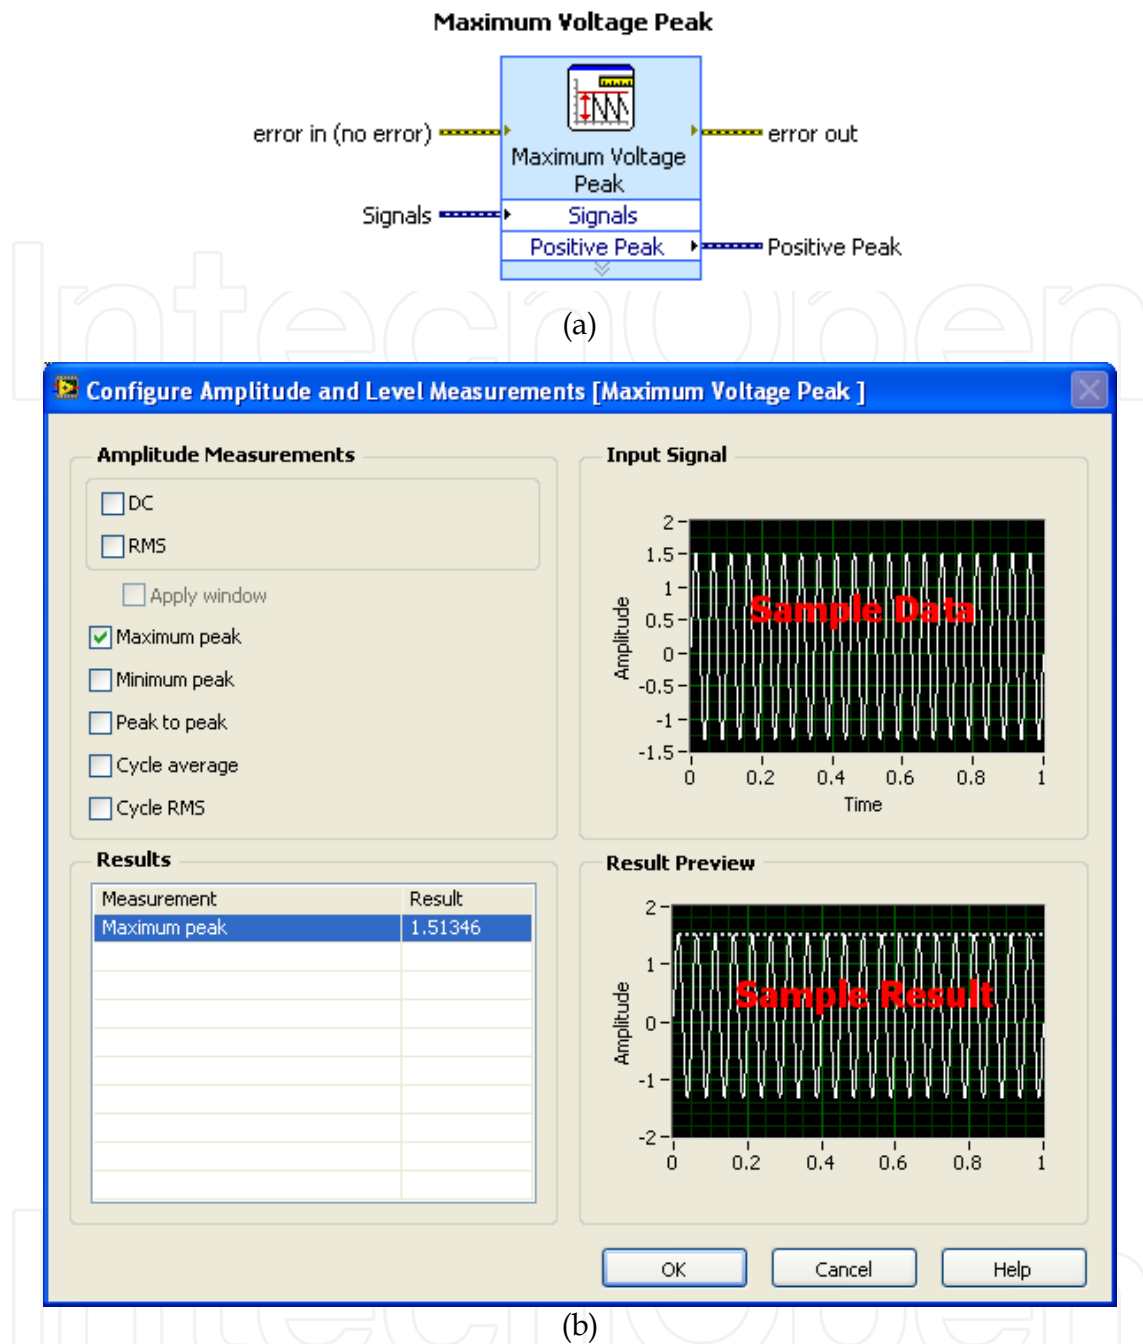 Maximum Voltage Peak
error in (no error)
error out
Maximum Voltage
Peak
Signals
Signals
Positive Peak
Positive Peak
IntechOpen
(a)
Configure Amplitude and Level Measurements [Maximum Voltage Peak ]
Amplitude Measurements
DC
RMS
Apply window
Maximum peak
Minimum peak
Peak to peak
Cycle average
Cycle RMS
Input Signal
2
1.5
1
0.5
0
-0.5
-1
-1.5
Amplitude
Sample Data
0 0.2 0.4 0.6 0.8 1
Time
Results
Measurement Result
Maximum peak 1.51346
Result Preview
2
1
0
-1
-2
Amplitude
Sample Result
0 0.2 0.4 0.6 0.8 1
OK Cancel Help
(b)